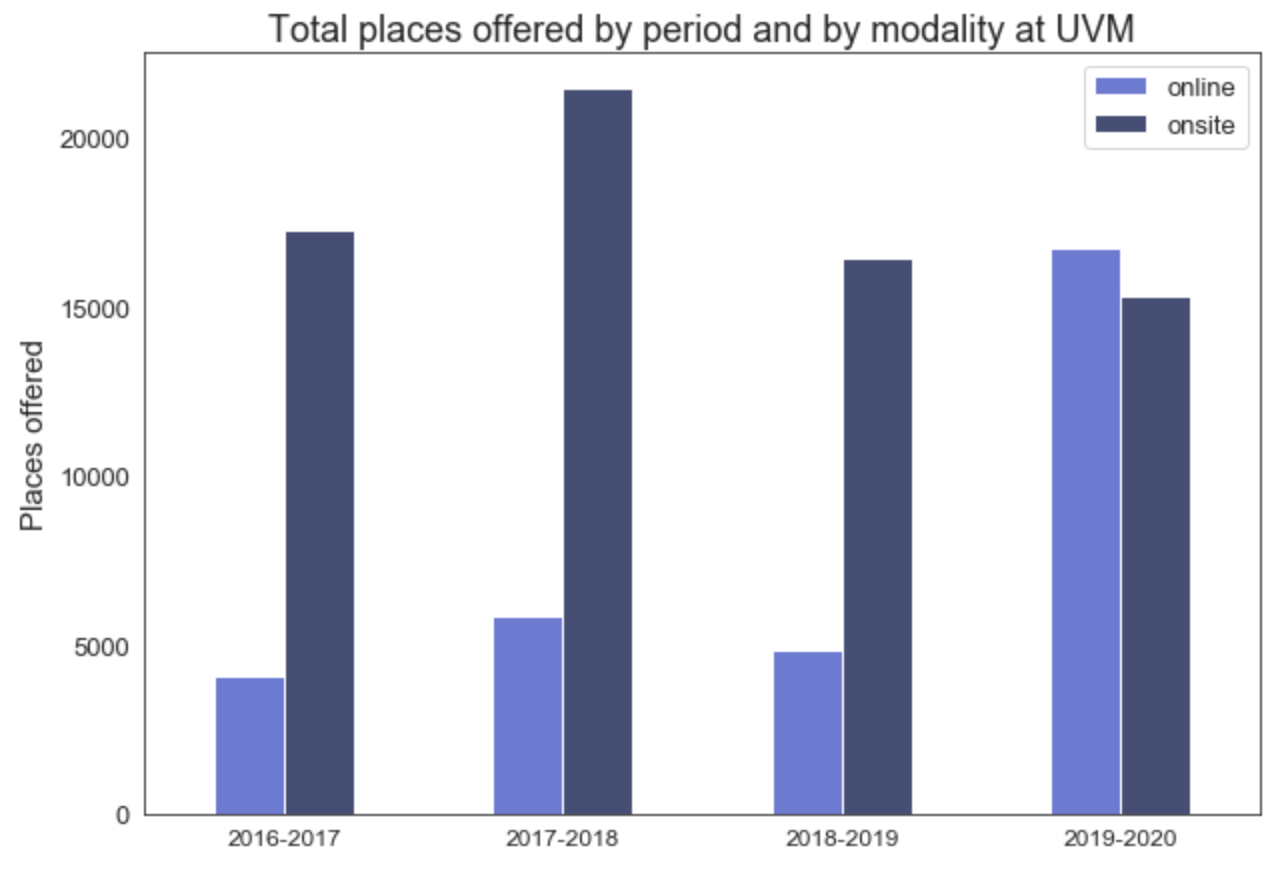 Total places offered by period and by modality at UVM
online
onsite
Places offered
20000
15000
10000
5000
0
2016-2017
2017-2018
2018-2019
2019-2020